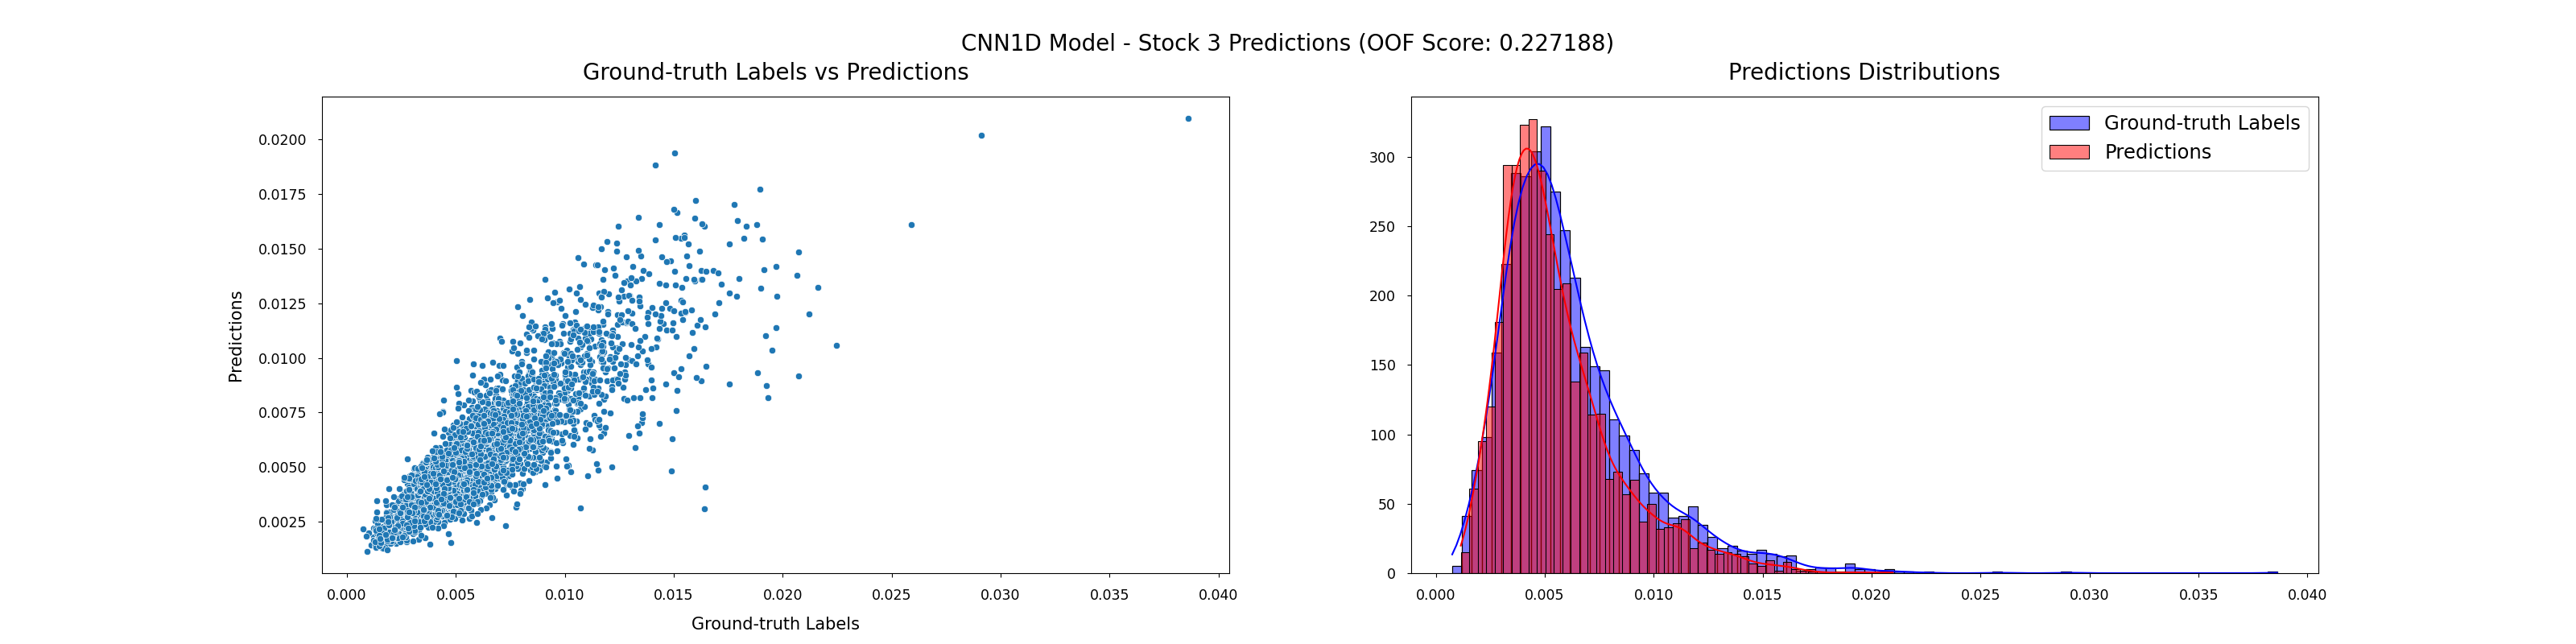 CNN1D Model - Stock 3 Predictions (OOF Score: 0.227188)
Ground-truth Labels vs Predictions
0.0200
0.0175
0.0150
0.0125
0.0100
0.0075
0.0050
0.0025
Predictions
0.000 0.005 0.010 0.015 0.020 0.025 0.030 0.035 0.040
Ground-truth Labels
Predictions Distributions
Ground-truth Labels
Predictions
300
250
200
150
100
50
0
0.000 0.005 0.010 0.015 0.020 0.025 0.030 0.035 0.040